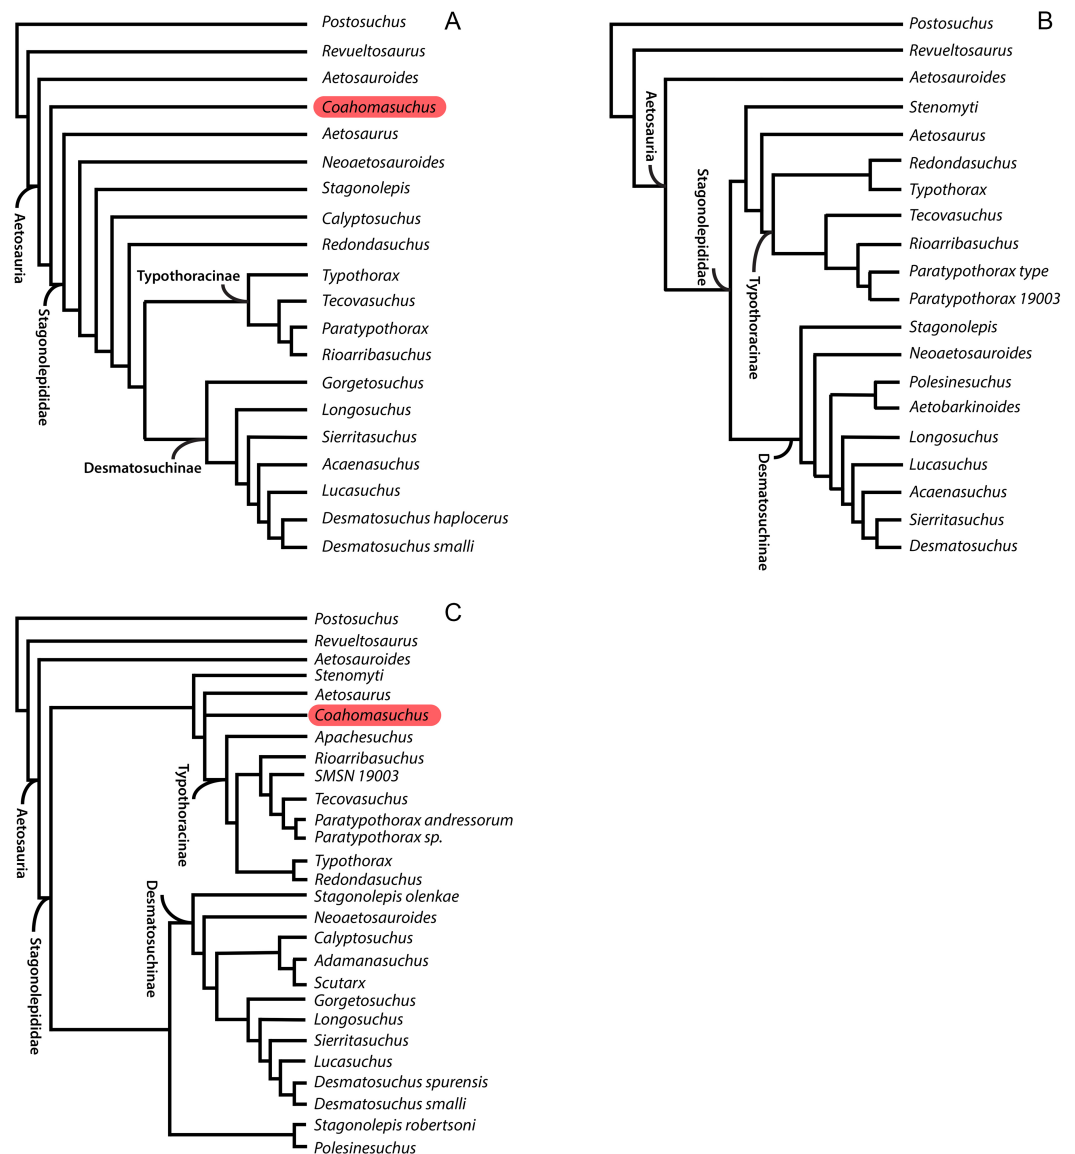 A
Postosuchus
Revueltosaurus
Aetosauroides
Coahomasuchus
Aetosaurus
Neoaetosauroides
Stagonolepis
Calyptosuchus
Redondasuchus
Typothorax
Tecovasuchus
Paratypothorax
Rioarribasuchus
Gorgetosuchus
Longosuchus
Sierritasuchus
Acaenasuchus
Lucasuchus
Desmatosuchus haplocerus
Desmatosuchus smalli
Aetosauria
Stagonolepididae
Typothoracinae
Desmatosuchinae
B
Postosuchus
Revueltosaurus
Aetosauroides
Stenomyti
Aetosaurus
Redondasuchus
Typothorax
Tecovasuchus
Rioarribasuchus
Paratypothorax type
Paratypothorax 19003
Stagonolepis
Neoaetosauroides
Polesinesuchus
Aetobarkinoides
Longosuchus
Lucasuchus
Acaenasuchus
Sierritasuchus
Desmatosuchus
Aetosauria
Stagonolepididae
Typothoracinae
Desmatosuchinae
C
Postosuchus
Revueltosaurus
Aetosauroides
Stenomyti
Aetosaurus
Coahomasuchus
Apachesuchus
Rioarribasuchus
SMSN 19003
Tecovasuchus
Paratypothorax andressorum
Paratypothorax sp.
Typothorax
Redondasuchus
Stagonolepis olenkae
Neoaetosauroides
Calyptosuchus
Adamanasuchus
Scutarx
Gorgetosuchus
Longosuchus
Sierritasuchus
Lucasuchus
Desmatosuchus spurensis
Desmatosuchus smalli
Stagonolepis robertsoni
Polesinesuchus
Aetosauria
Stagonolepididae
Typothoracinae
Desmatosuchinae